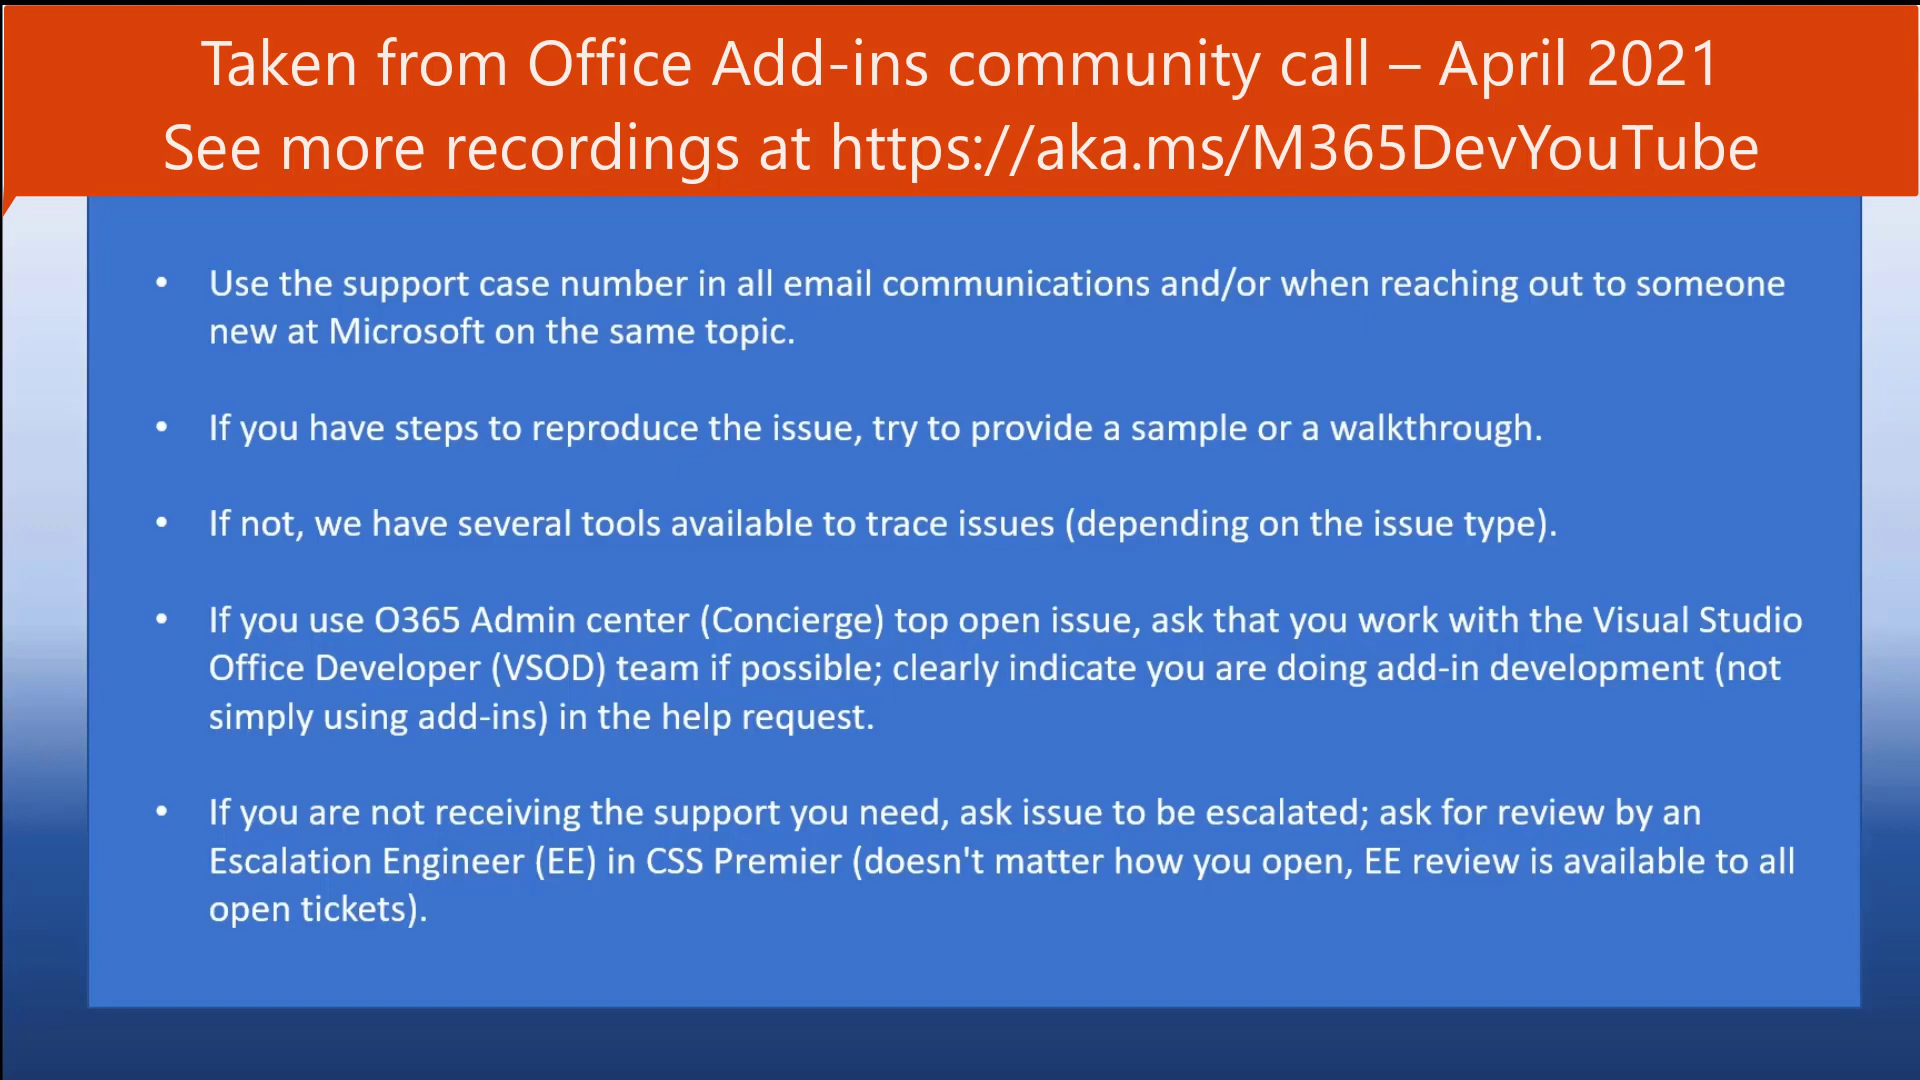 Taken from Office Add-ins community call – April 2021
See more recordings at https://aka.ms/M365DevYouTube
• Use the support case number in all email communications and/or when reaching out to someone
new at Microsoft on the same topic.
• If you have steps to reproduce the issue, try to provide a sample or a walkthrough.
• If not, we have several tools available to trace issues (depending on the issue type).
• If you use O365 Admin center (Concierge) top open issue, ask that you work with the Visual Studio
Office Developer (VSOD) team if possible; clearly indicate you are doing add-in development (not
simply using add-ins) in the help request.
• If you are not receiving the support you need, ask issue to be escalated; ask for review by an
Escalation Engineer (EE) in CSS Premier (doesn't matter how you open, EE review is available to all
open tickets).